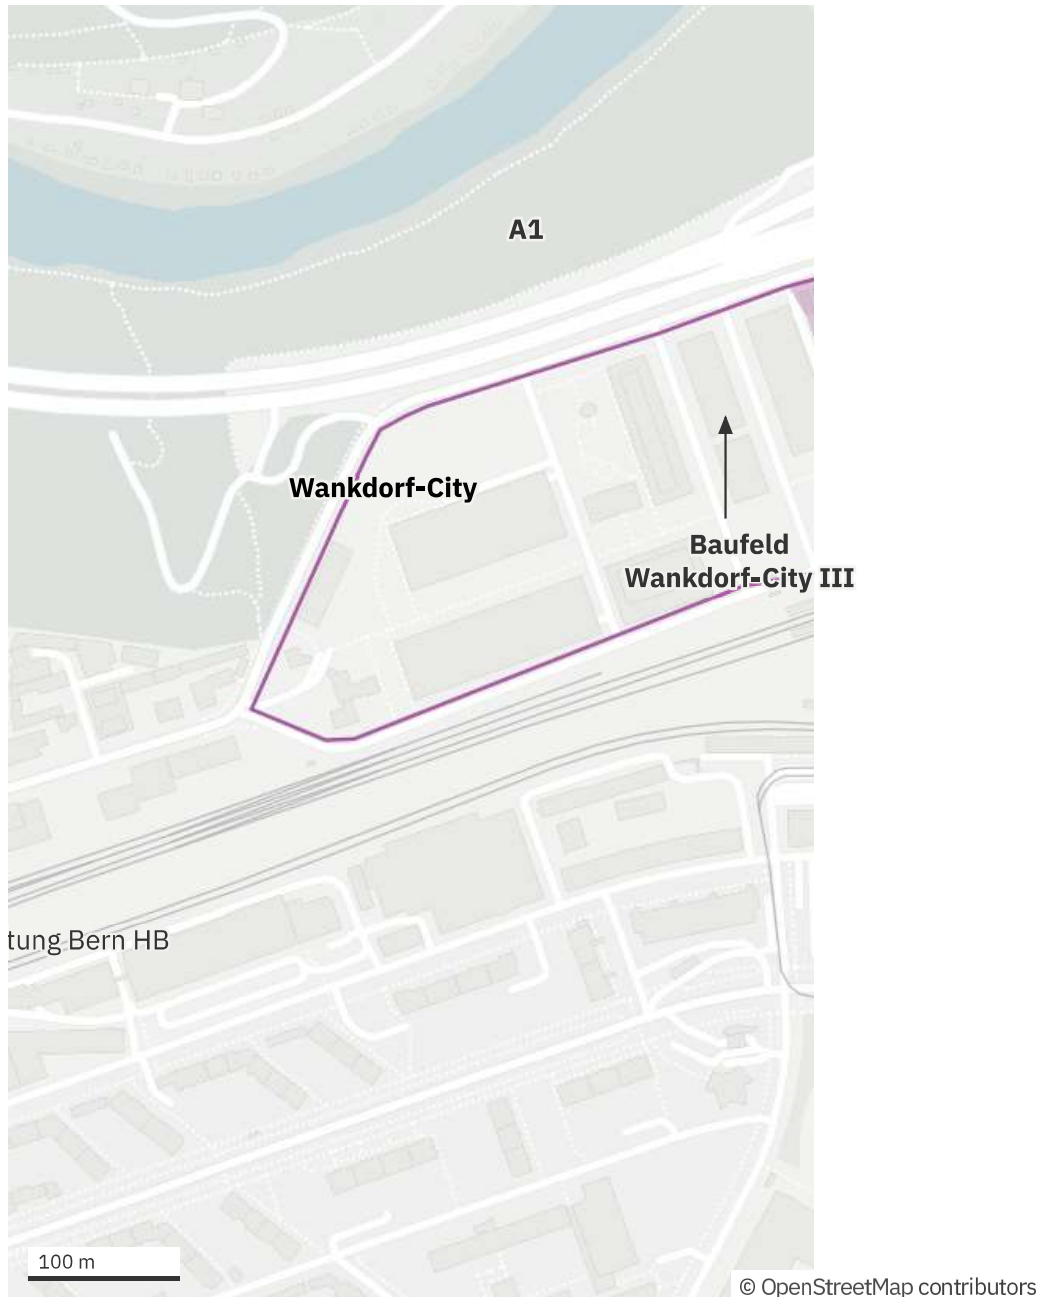 A1
Wankdorf-City
Baufeld
Wankdorf-City III
tung Bern HB
100 m
© OpenStreetMap contributors